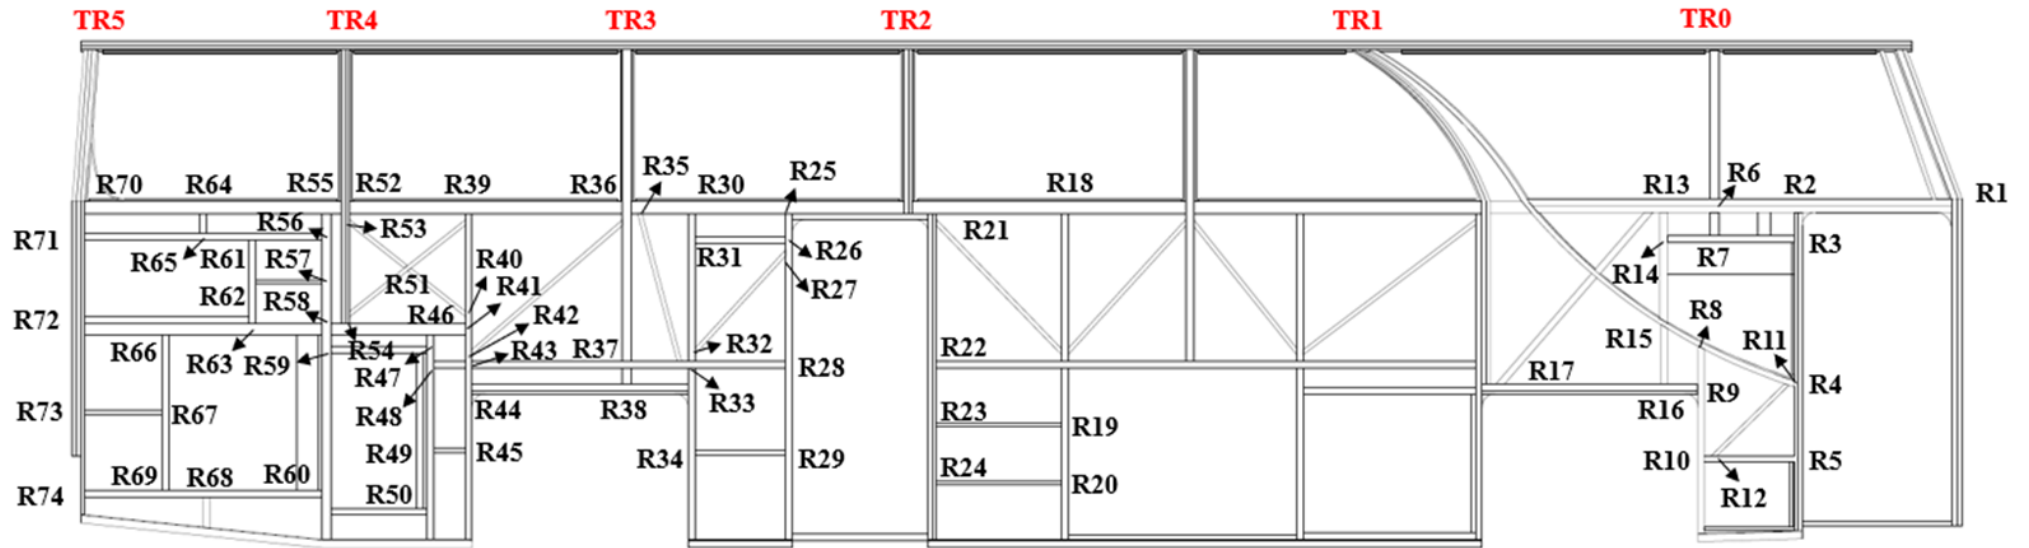 TR5 TR4 TR3 TR2 TR1 TR0
R35 R25 R6
R70 R64 R55 R52 R39 R36 R30 R18 R13 R2 R1
R56 R53 R21
R71 R3
R65 R61 R57 R40 R31 R26 R14 R7
R51 R41 R27
R62 R58 R46 R42 R8
R72
R66 R63 R59 R54 R43 R37 R32 R22 R15 R11
R47 R28 R17
R48 R33 R9 R4
R73 R67 R44 R38 R23 R16
R49 R45 R34 R29 R19 R10 R5
R69 R68 R60 R24
R74 R50 R20 R12